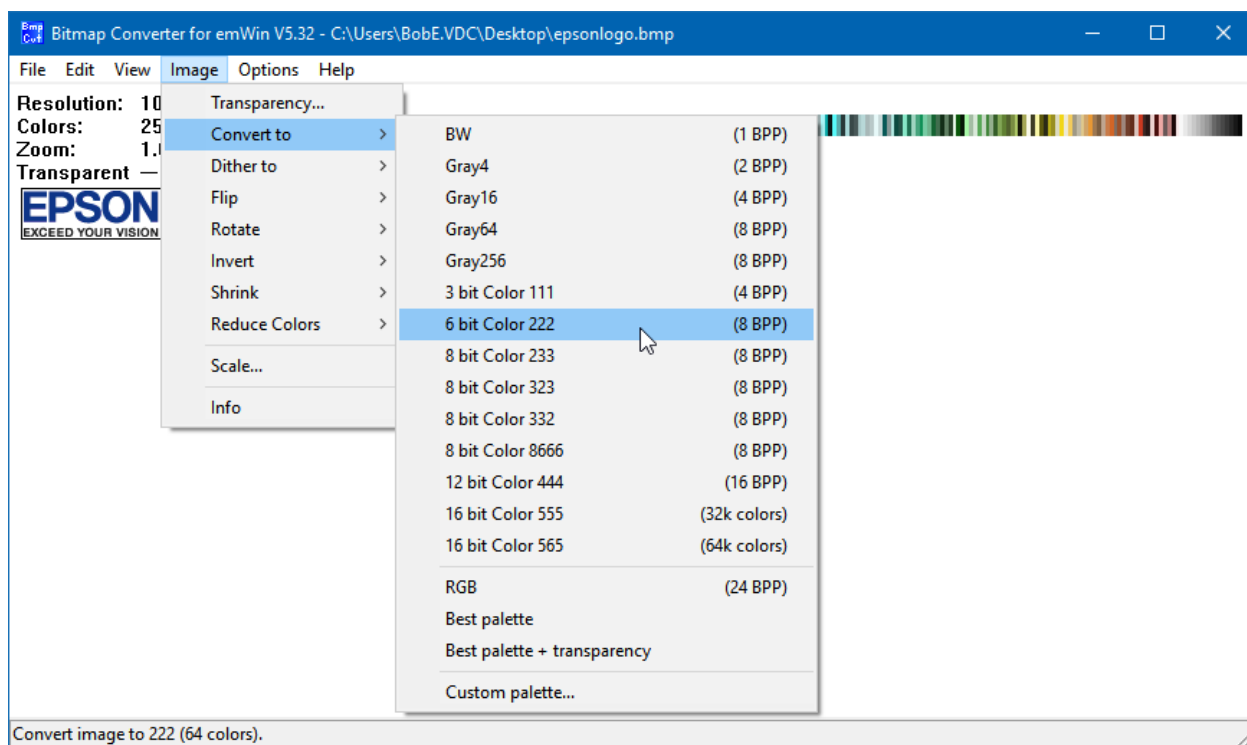 Bmp
Cvt
Bitmap Converter for emWin V5.32 - C:\Users\BobE.VDC\Desktop\epsonlogo.bmp
File Edit View Image Options Help
Resolution: 10
Colors: 25
Zoom: 1.
Transparent —
EPSON
EXCEED YOUR VISION
Transparency...
Convert to
Dither to
Flip
Rotate
Invert
Shrink
Reduce Colors
Scale...
Info
BW (1 BPP)
Gray4 (2 BPP)
Gray16 (4 BPP)
Gray64 (8 BPP)
Gray256 (8 BPP)
3 bit Color 111 (4 BPP)
6 bit Color 222 (8 BPP)
8 bit Color 233 (8 BPP)
8 bit Color 323 (8 BPP)
8 bit Color 332 (8 BPP)
8 bit Color 8666 (8 BPP)
12 bit Color 444 (16 BPP)
16 bit Color 555 (32k colors)
16 bit Color 565 (64k colors)
RGB (24 BPP)
Best palette
Best palette + transparency
Custom palette...
Convert image to 222 (64 colors).